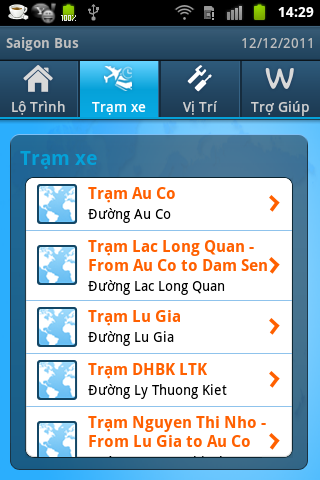 100%
14:29
Saigon Bus 12/12/2011
Lộ Trình Trạm xe Vị Trí Trợ Giúp
Trạm xe
Trạm Au Co
Đường Au Co
Trạm Lac Long Quan -
From Au Co to Dam Sen
Đường Lac Long Quan
Trạm Lu Gia
Đường Lu Gia
Trạm DHBK LTK
Đường Ly Thuong Kiet
Trạm Nguyen Thi Nho -
From Lu Gia to Au Co